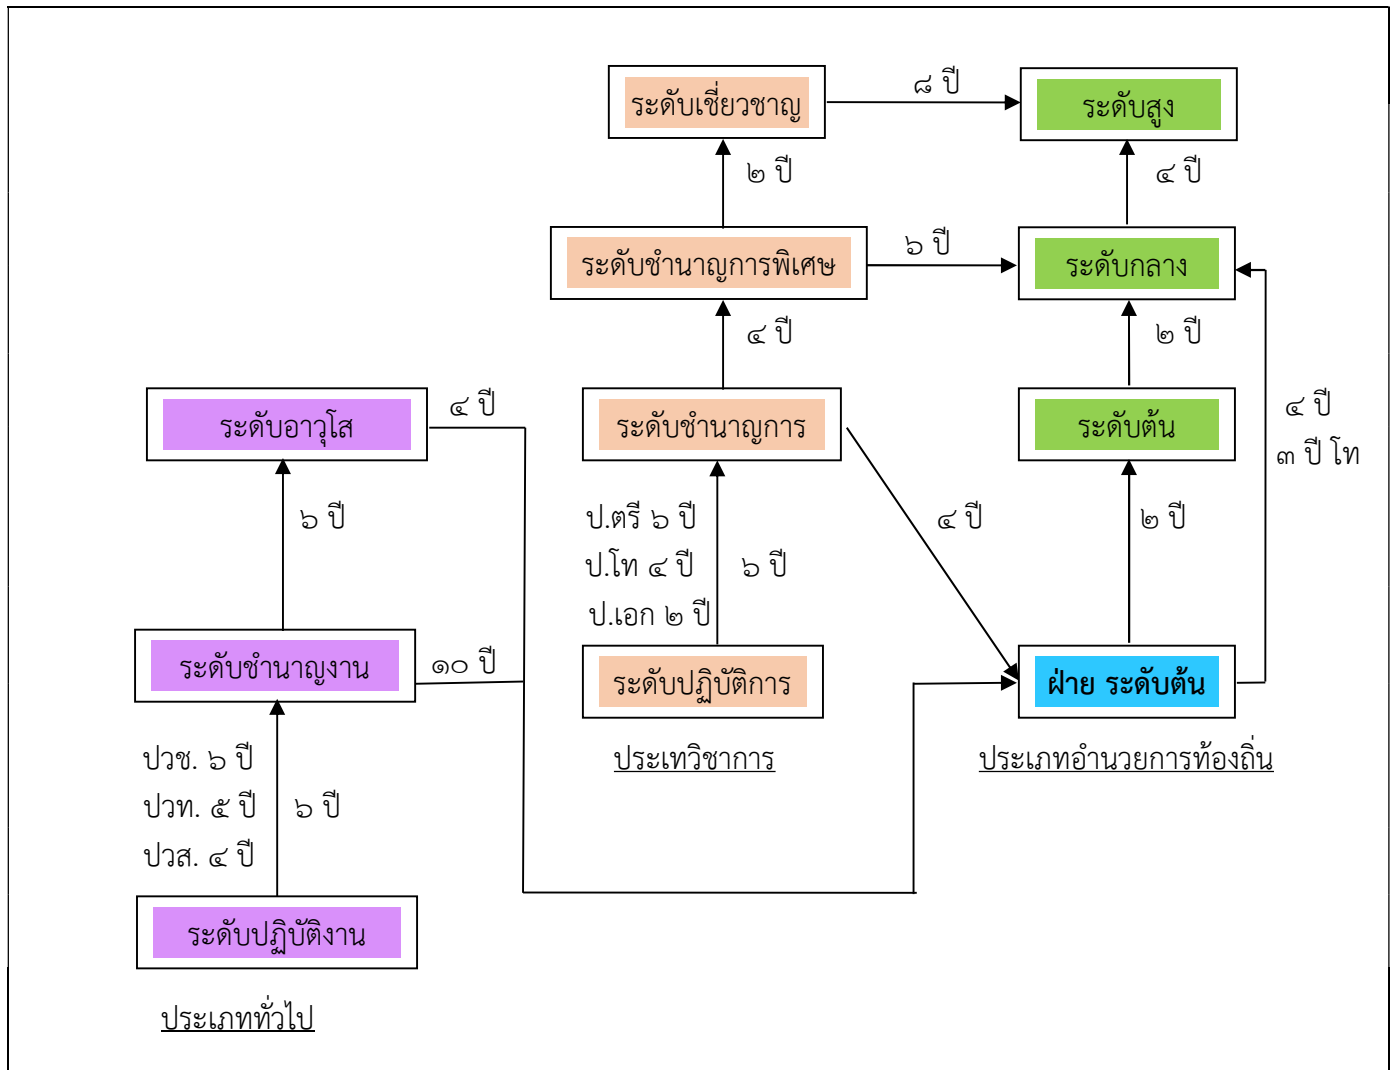 ระดับเชี่ยวชาญ
๘ ปี
ระดับสูง
๒ ปี
๔ ปี
ระดับชำนาญการพิเศษ
๖ ปี
ระดับกลาง
๔ ปี
๒ ปี
ระดับอาวุโส
๔ ปี
ระดับชำนาญการ
ระดับต้น
๔ ปี
๓ ปี โท
๖ ปี
ป.ตรี ๖ ปี
ป.โท ๔ ปี
ป.เอก ๒ ปี
๖ ปี
๔ ปี
๒ ปี
ระดับชำนาญงาน
๑๐ ปี
ระดับปฏิบัติการ
ฝ่าย ระดับต้น
ประเทวิชาการ
ประเภทอำนวยการท้องถิ่น
ปวช. ๖ ปี
ปวท. ๕ ปี
ปวส. ๔ ปี
๖ ปี
ระดับปฏิบัติงาน
ประเภททั่วไป